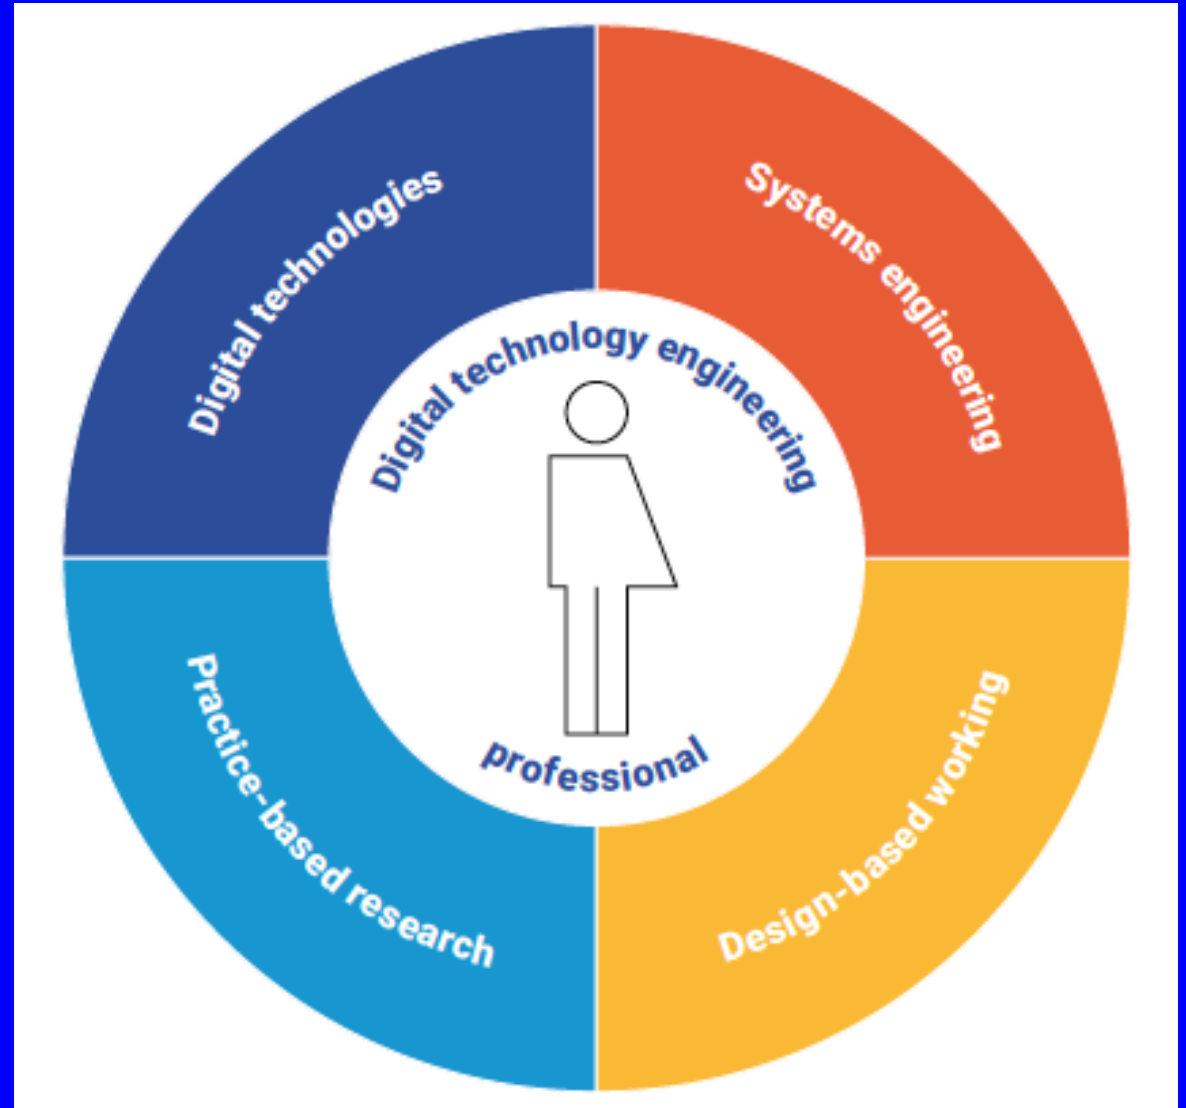 Digital technologies
Systems engineering
Digital technology engineering
professional
Practice-based research
Design-based working